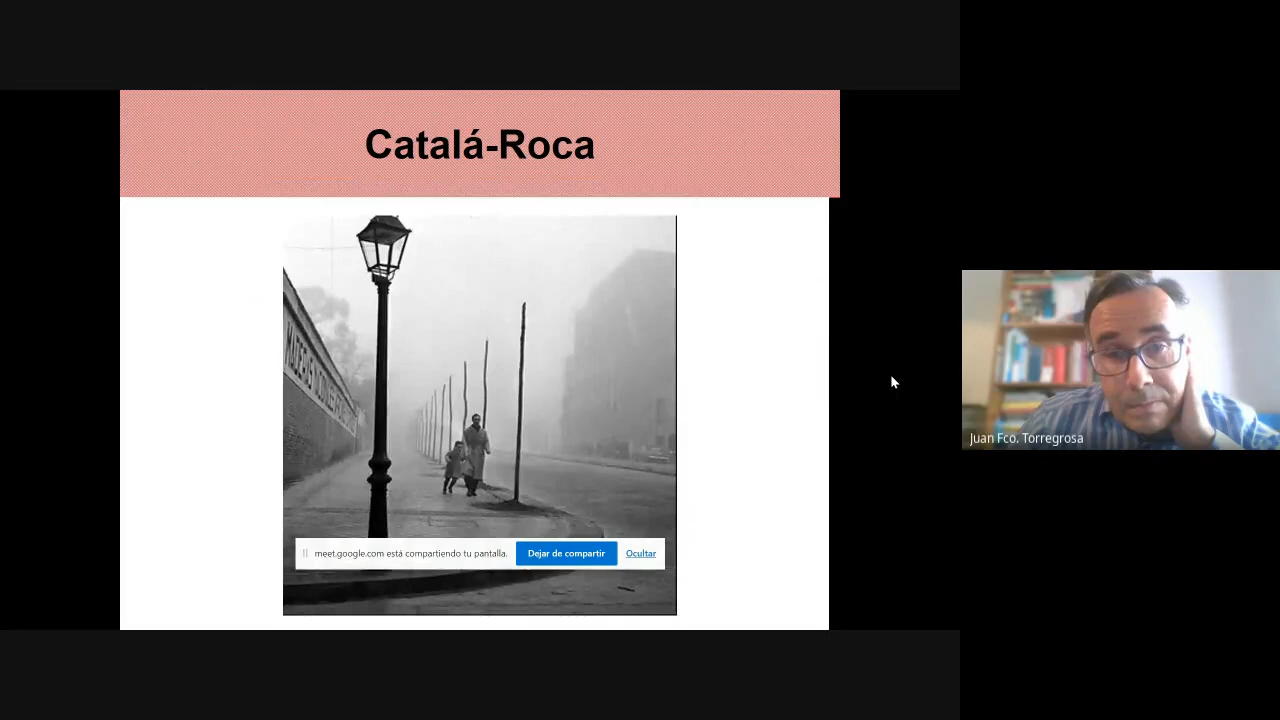 Catalá-Roca
meet.google.com está compartiendo tu pantalla.
Dejar de compartir
Ocultar
Juan Fco. Torregrosa